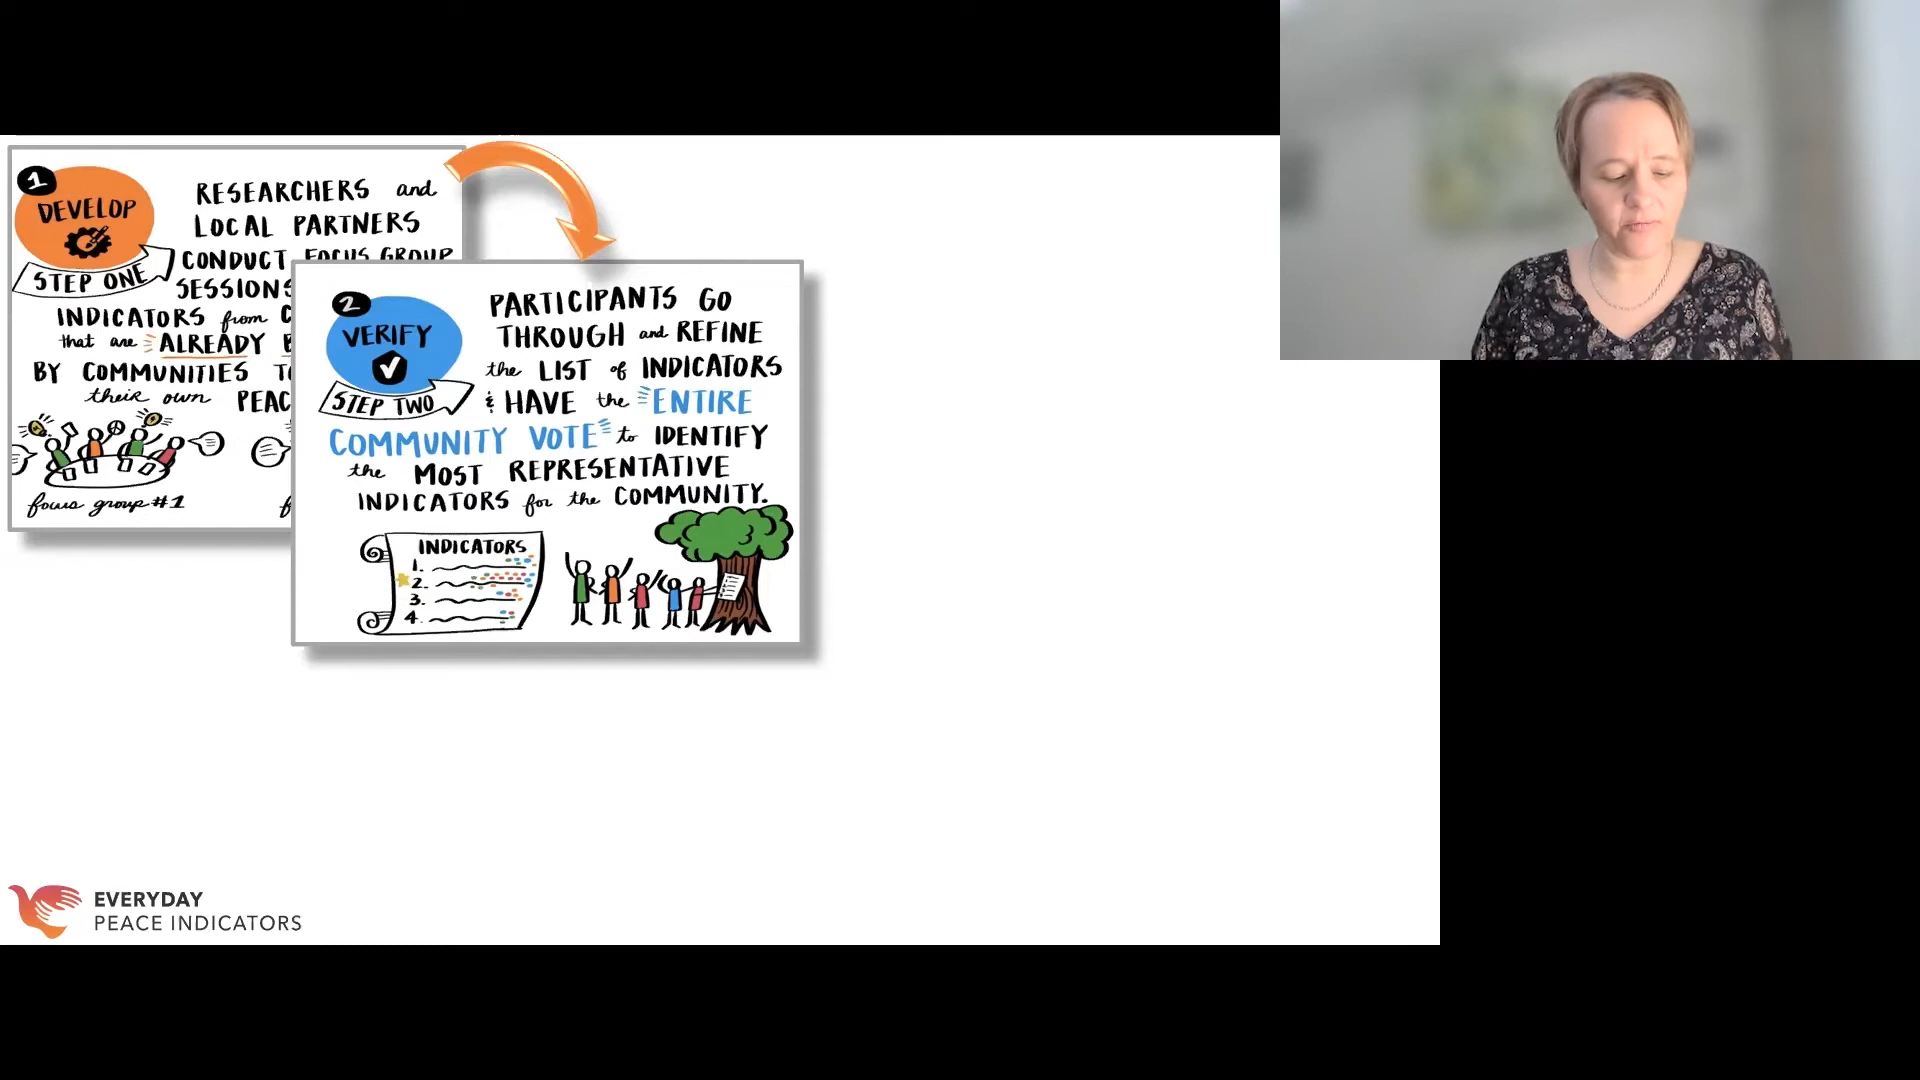 1
DEVELOP
STEP ONE
RESEARCHERS and
LOCAL PARTNERS
CONDUCT FOCUS GROUP
SESSIONS
INDICATORS from
that are ALREADY
BY COMMUNITIES
their own
focus group #1
2
VERIFY
STEP TWO
PARTICIPANTS GO
THROUGH and REFINE
the LIST of INDICATORS
& HAVE the ENTIRE
COMMUNITY VOTE to IDENTIFY
the MOST REPRESENTATIVE
INDICATORS for the COMMUNITY.
INDICATORS
1.
2.
3.
4.
EVERYDAY
PEACE INDICATORS